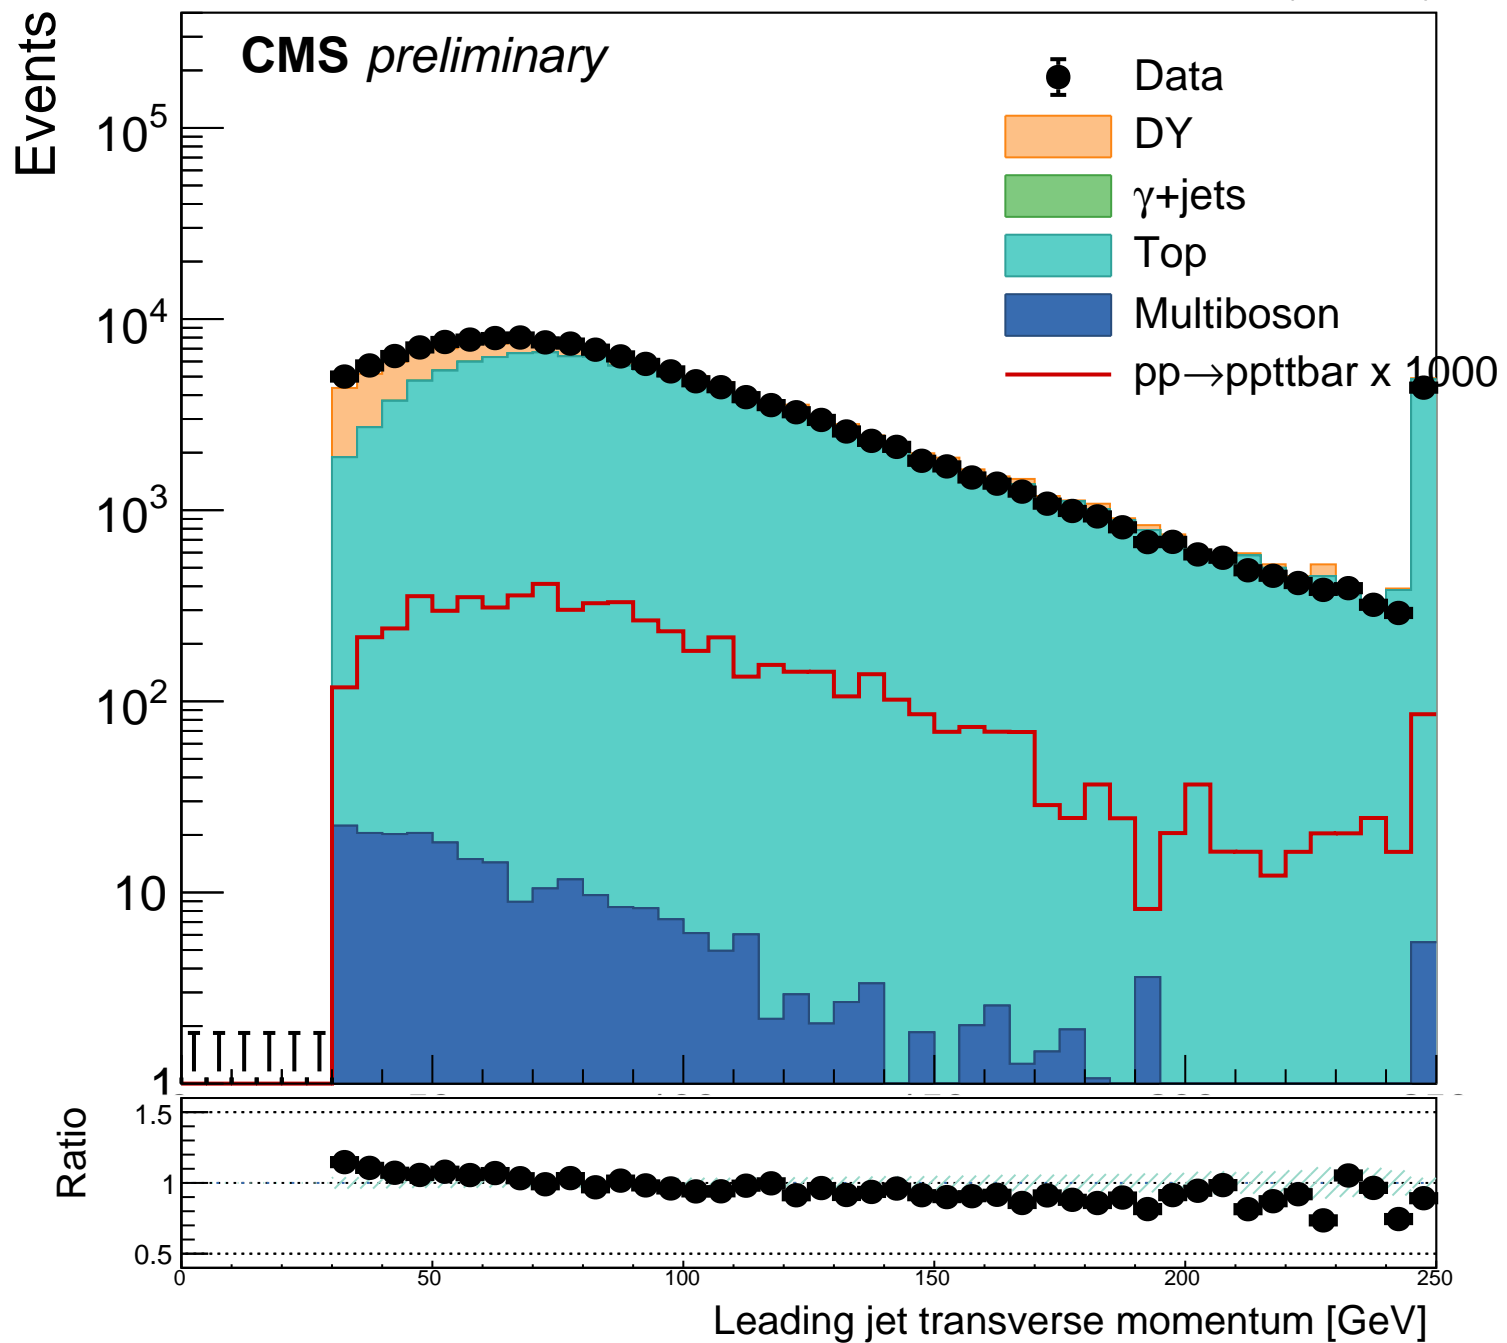 CMS preliminary
Events
Data
DY
γ+jets
Top
Multiboson
pp→ppttbar x 1000
10^5
10^4
10^3
10^2
10
1
Ratio
1.5
1
0.5
0 50 100 150 200 250
Leading jet transverse momentum [GeV]